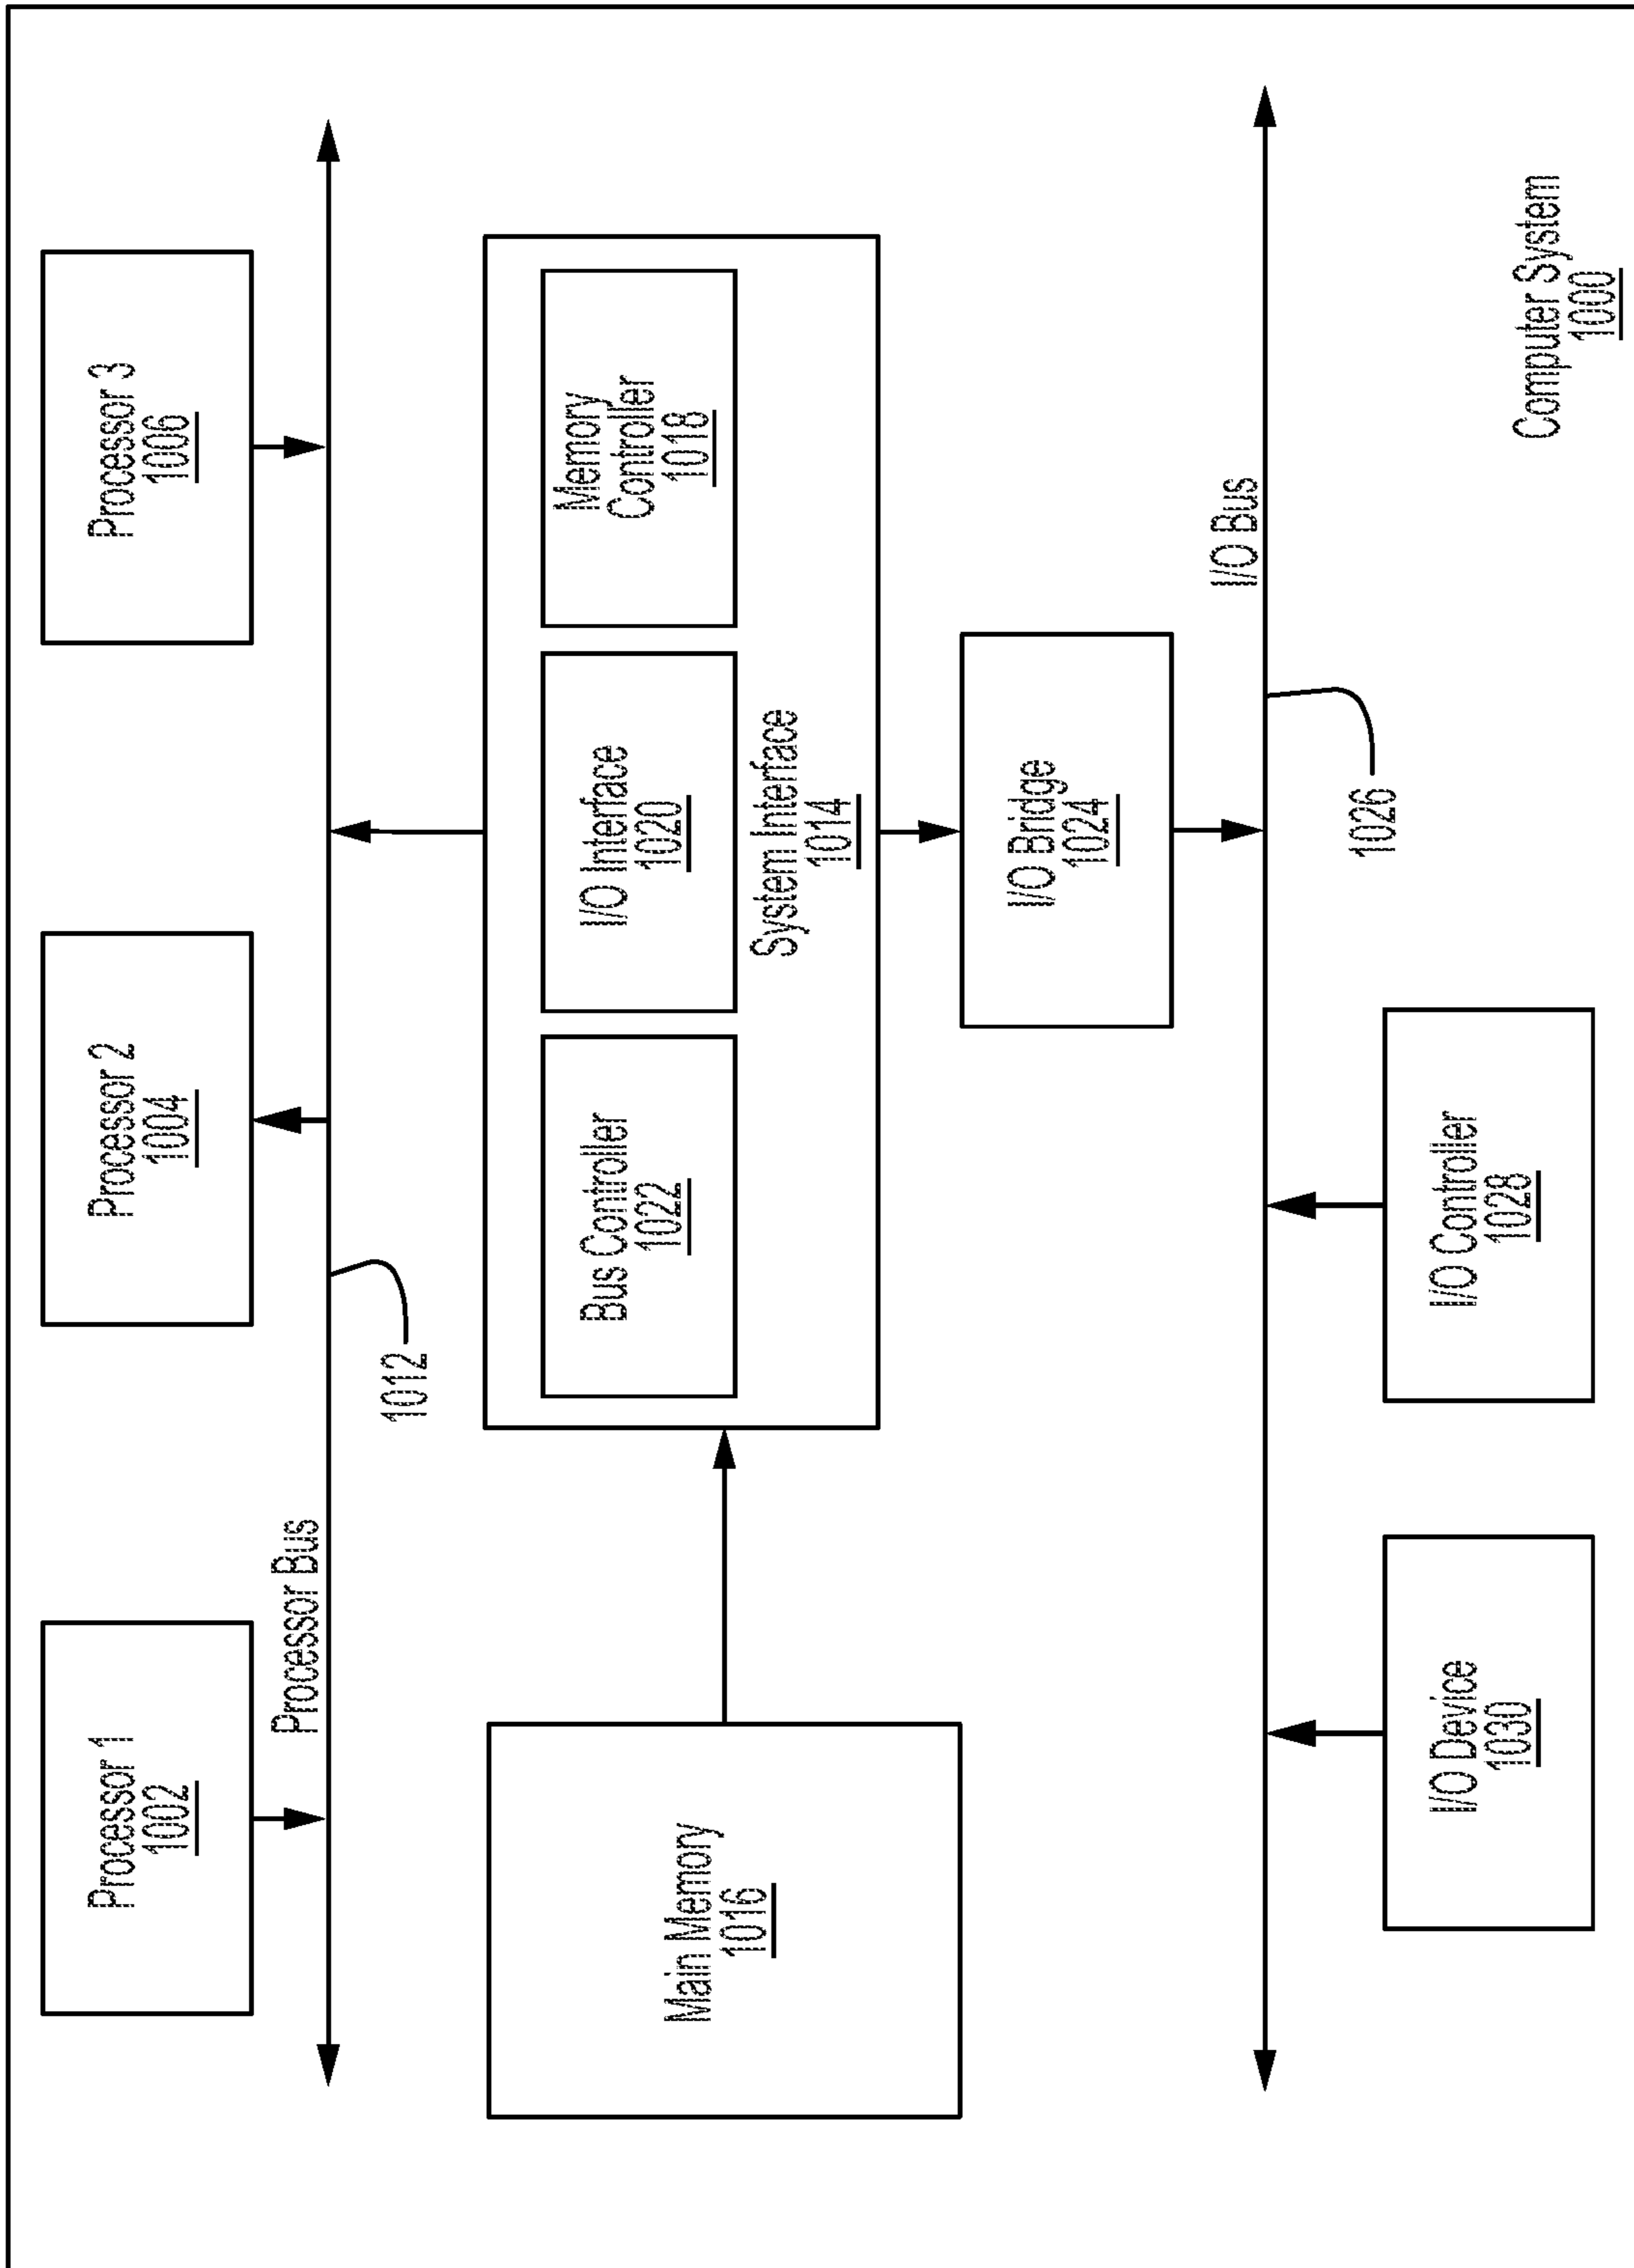 Processor 1
1002
Processor 2
1004
Processor 3
1006
Processor Bus
1012
Main Memory
1016
Bus Controller
1022
I/O Interface
1020
Memory
Controller
1018
System Interface
1014
I/O Bridge
1024
I/O Bus
1026
I/O Device
1030
I/O Controller
1028
Computer System
1000